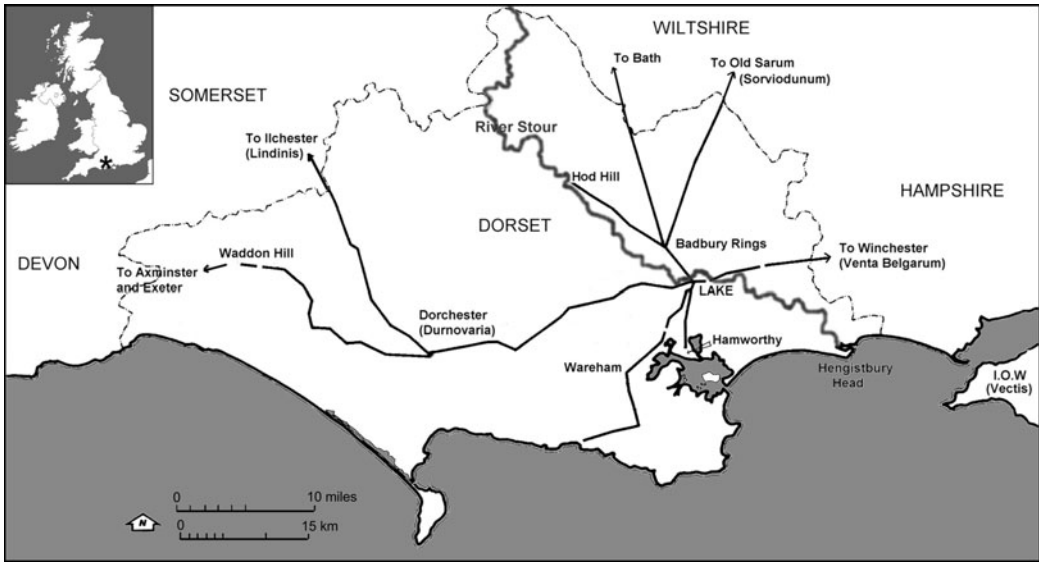 WILTSHIRE
To Bath
To Old Sarum
(Sorviodunum)
SOMERSET
River Stour
To Ilchester
(Lindinis)
Hod Hill
HAMPSHIRE
DORSET
DEVON
Waddon Hill
Badbury Rings
To Winchester
(Venta Belgarum)
To Axminster
and Exeter
LAKE
Dorchester
(Durnovaria)
Hamworthy
Wareham
Hengistbury
Head
I.O.W
(Vectis)
0 10 miles
N
0 15 km